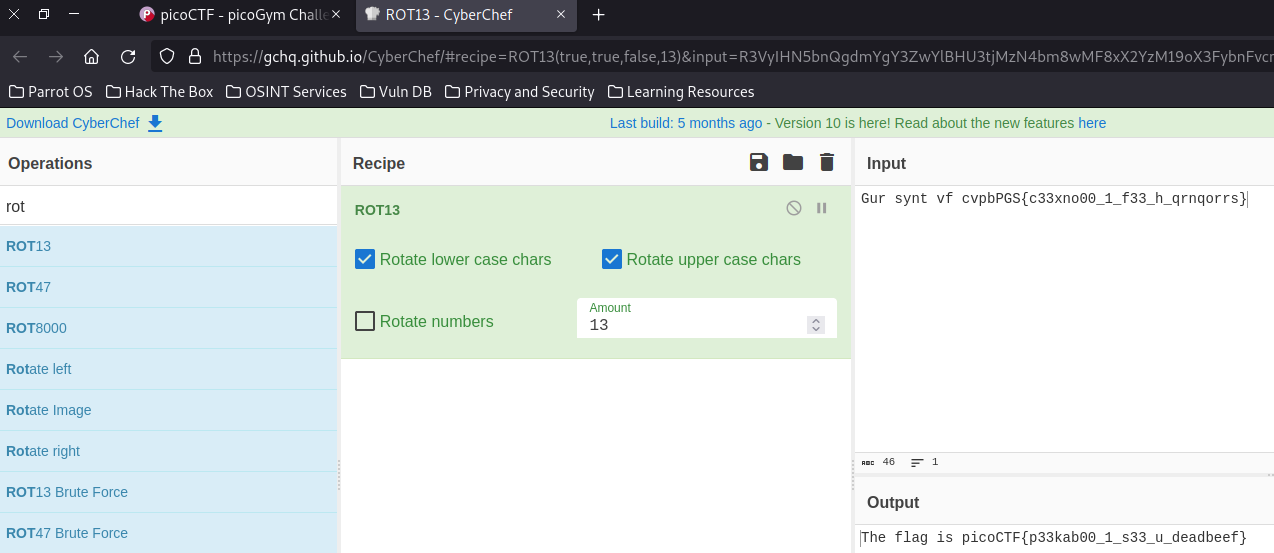 picoCTF - picoGym Challe
ROT13 - CyberChef
https://gchq.github.io/CyberChef/#recipe=ROT13(true,true,false,13)&input=R3VyIHN5bnQgdmYgY3ZwYlBHU3tjMzN4bm8wMF8xX2YzM19oX3FybnFvcn
Parrot OS
Hack The Box
OSINT Services
Vuln DB
Privacy and Security
Learning Resources
Download CyberChef
Last build: 5 months ago - Version 10 is here! Read about the new features here
Operations
rot
ROT13
ROT47
ROT8000
Rotate left
Rotate Image
Rotate right
ROT13 Brute Force
ROT47 Brute Force
Recipe
ROT13
Rotate lower case chars
Rotate upper case chars
Rotate numbers
Amount
13
Input
Gur synt vf cvpbPGS{c33xno00_1_f33_h_qrnqorrs}
ABC 46
1
Output
The flag is picoCTF{p33kab00_1_s33_u_deadbeef}